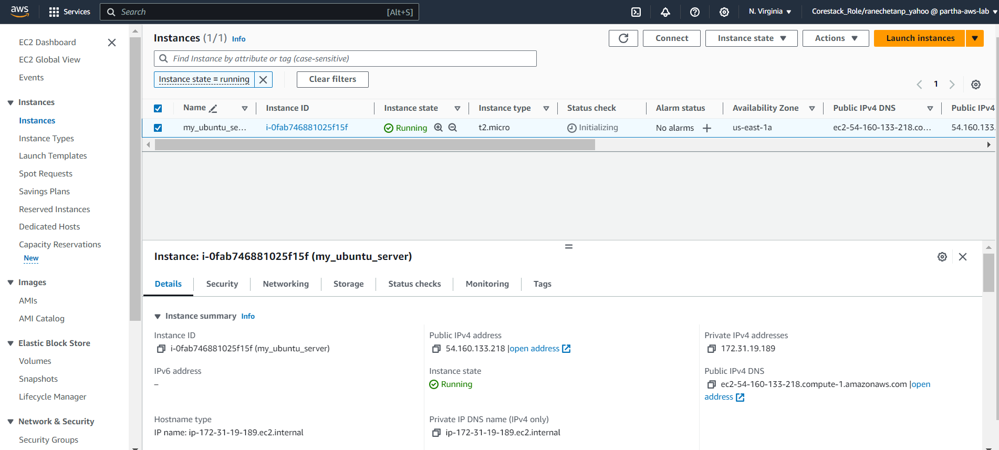 aws
Services
Search
[Alt+S]
N. Virginia
Corestack_Role/ranechetanp_yahoo @ partha-aws-lab
EC2 Dashboard
EC2 Global View
Events
Instances
Instances
Instance Types
Launch Templates
Spot Requests
Savings Plans
Reserved Instances
Dedicated Hosts
Capacity Reservations
New
Images
AMIs
AMI Catalog
Elastic Block Store
Volumes
Snapshots
Lifecycle Manager
Network & Security
Security Groups
Instances (1/1) Info
Connect
Instance state
Actions
Launch instances
Find Instance by attribute or tag (case-sensitive)
Instance state = running
Clear filters
1
Name Instance ID Instance state Instance type Status check Alarm status Availability Zone Public IPv4 DNS Public IPv4
my_ubuntu_se... i-0fab746881025f15f Running t2.micro Initializing No alarms + us-east-1a ec2-54-160-133-218.co... 54.160.133.
Instance: i-0fab746881025f15f (my_ubuntu_server)
Details Security Networking Storage Status checks Monitoring Tags
Instance summary Info
Instance ID
i-0fab746881025f15f (my_ubuntu_server)
Public IPv4 address
54.160.133.218 |open address
Private IPv4 addresses
172.31.19.189
IPv6 address
–
Instance state
Running
Public IPv4 DNS
ec2-54-160-133-218.compute-1.amazonaws.com |open
address
Hostname type
IP name: ip-172-31-19-189.ec2.internal
Private IP DNS name (IPv4 only)
ip-172-31-19-189.ec2.internal